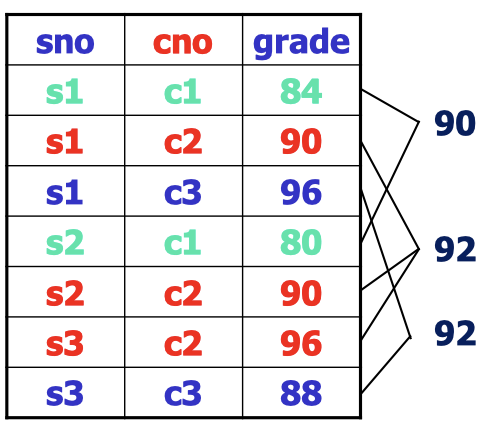 sno cno grade
s1 c1 84
s1 c2 90
s1 c3 96
s2 c1 80
s2 c2 90
s3 c2 96
s3 c3 88
90
92
92